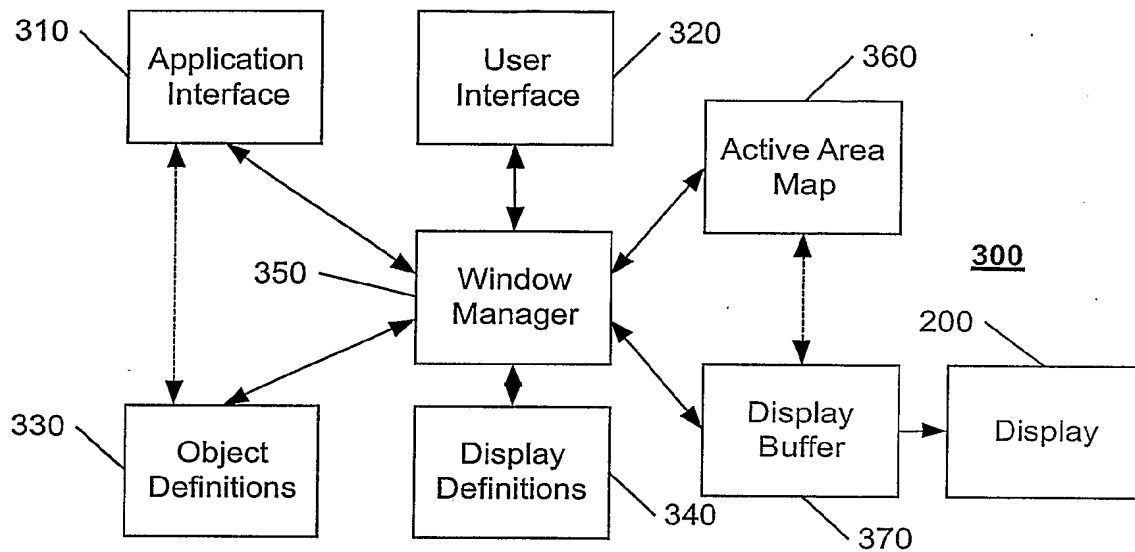 310
Application
Interface
User
Interface
320
360
Active Area
Map
300
350
Window
Manager
200
330
Object
Definitions
Display
Definitions
340
Display
Buffer
370
Display